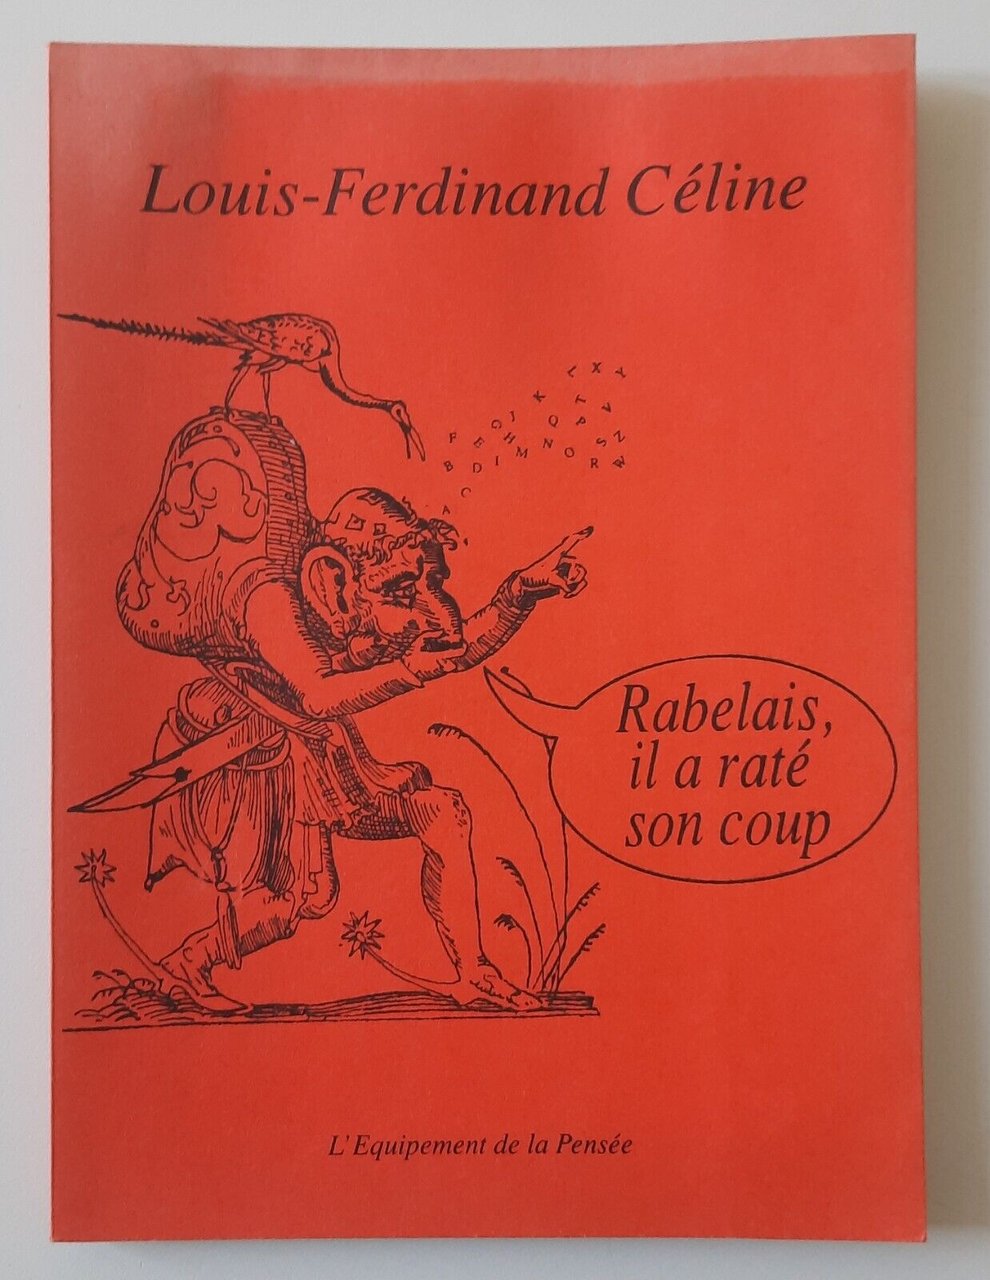 Louis-Ferdinand Céline
L X Y
K T V
F E G J Q P Z
B D I H M N O R S W
C
A
Rabelais,
il a raté
son coup
L'Equipement de la Pensée